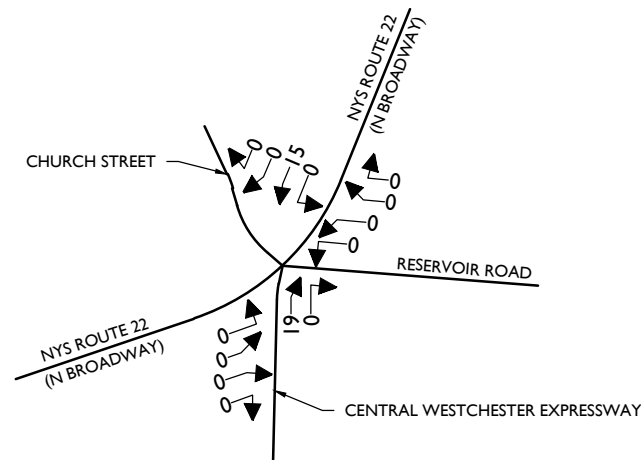 NYS ROUTE 22
(N BROADWAY)
CHURCH STREET
0
0
15
0
0
0
0
0
RESERVOIR ROAD
19
0
NYS ROUTE 22
(N BROADWAY)
0
0
0
0
CENTRAL WESTCHESTER EXPRESSWAY